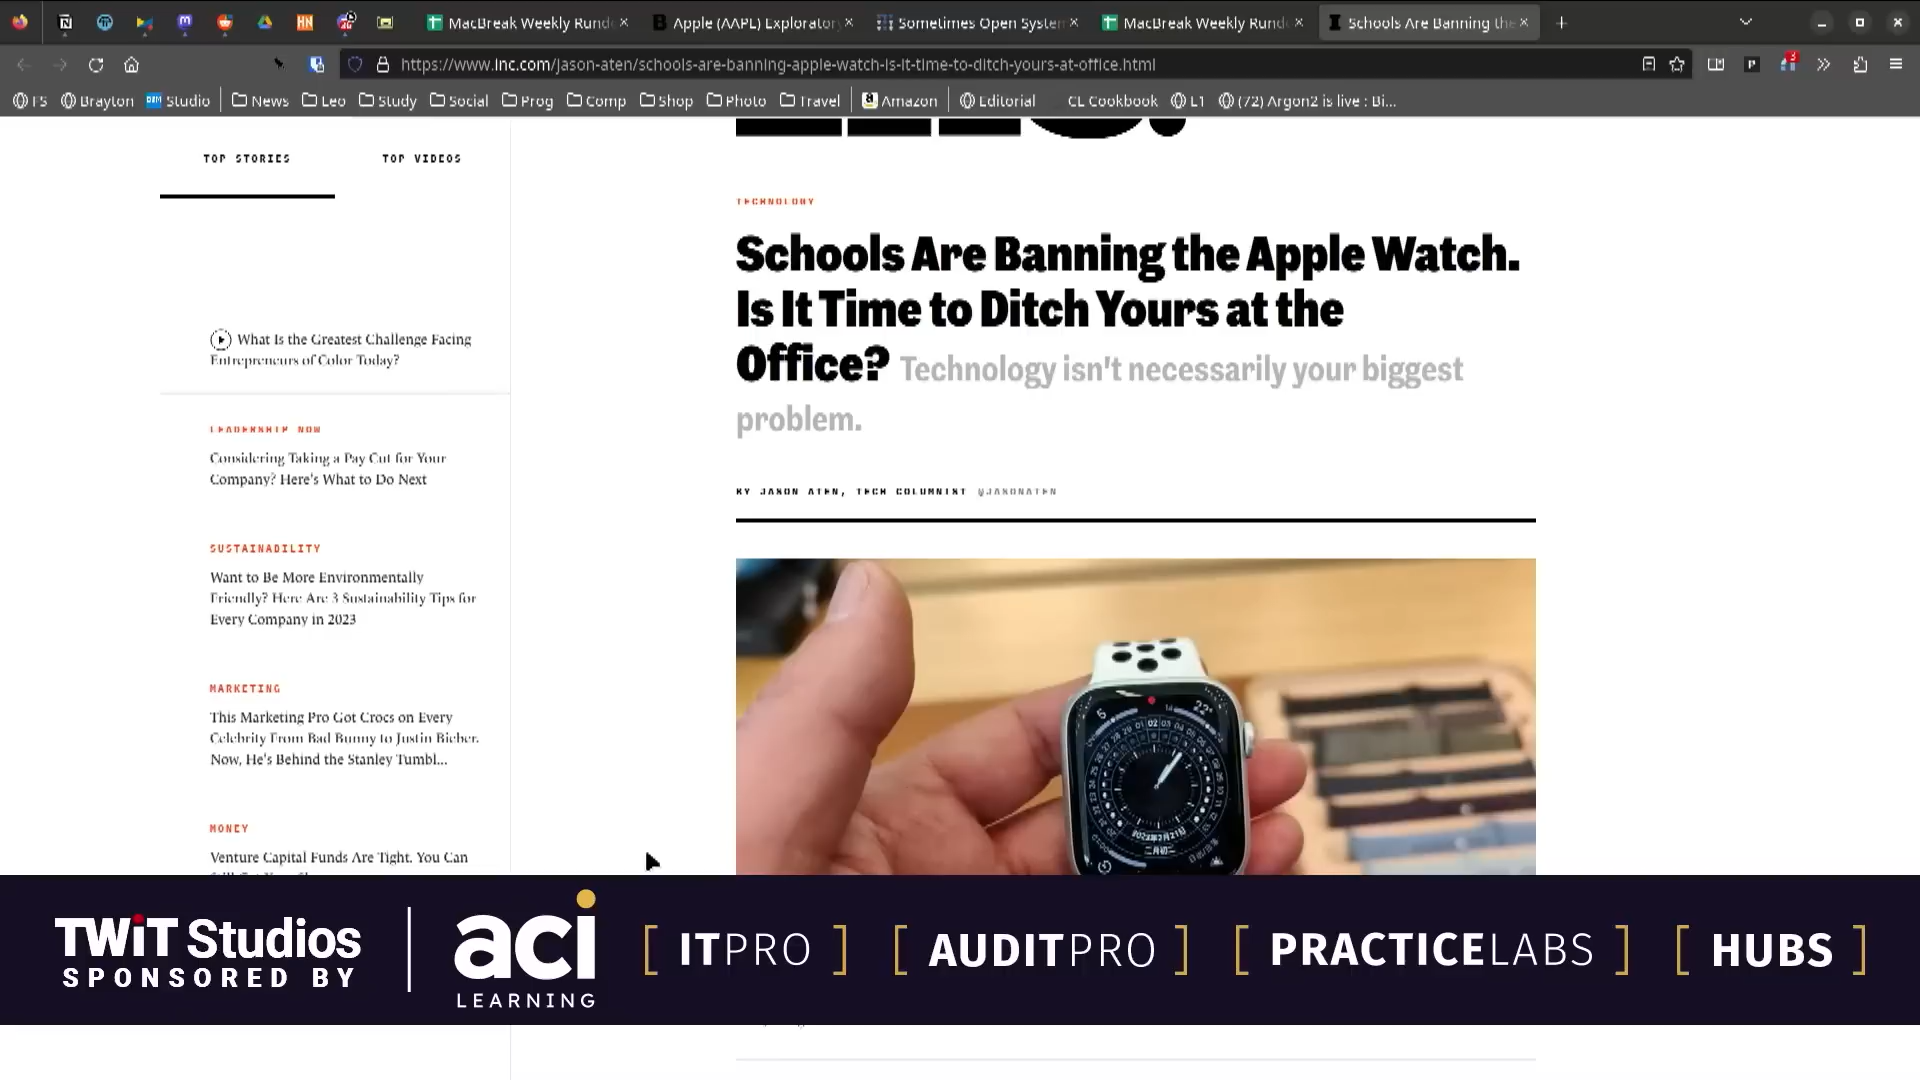 MacBreak Weekly Rund
Apple (AAPL) Explorator
Sometimes Open System
MacBreak Weekly Rund
Schools Are Banning the
https://www.inc.com/jason-aten/schools-are-banning-apple-watch-is-it-time-to-ditch-yours-at-office.html
FS Brayton Studio News Leo Study Social Prog Comp Shop Photo Travel Amazon Editorial CL Cookbook L1 (72) Argon2 is live : Bi...
TOP STORIES
TOP VIDEOS
What Is the Greatest Challenge Facing
Entrepreneurs of Color Today?
LEADERSHIP NOW
Considering Taking a Pay Cut for Your
Company? Here's What to Do Next
SUSTAINABILITY
Want to Be More Environmentally
Friendly? Here Are 3 Sustainability Tips for
Every Company in 2023
MARKETING
This Marketing Pro Got Crocs on Every
Celebrity From Bad Bunny to Justin Bieber.
Now, He's Behind the Stanley Tumbl...
MONEY
Venture Capital Funds Are Tight. You Can
TECHNOLOGY
Schools Are Banning the Apple Watch.
Is It Time to Ditch Yours at the
Office? Technology isn't necessarily your biggest
problem.
BY JASON ATEN, TECH COLUMNIST @JASONATEN
TWiT Studios
SPONSORED BY
aci
LEARNING
[ ITPRO ] [ AUDITPRO ] [ PRACTICELABS ] [ HUBS ]